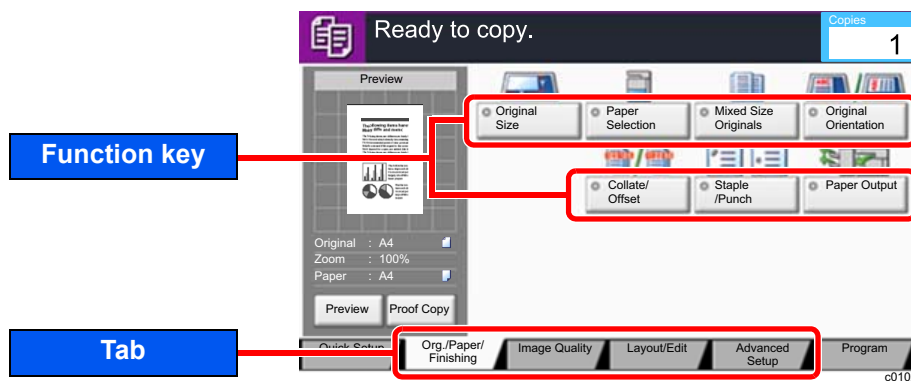 Ready to copy.
Copies
1
Preview
Original
Size
Paper
Selection
Mixed Size
Originals
Original
Orientation
Function key
Collate/
Offset
Staple
/Punch
Paper Output
Original : A4
Zoom : 100%
Paper : A4
Preview
Proof Copy
Tab
Quick Setup
Org./Paper/
Finishing
Image Quality
Layout/Edit
Advanced
Setup
Program
c010